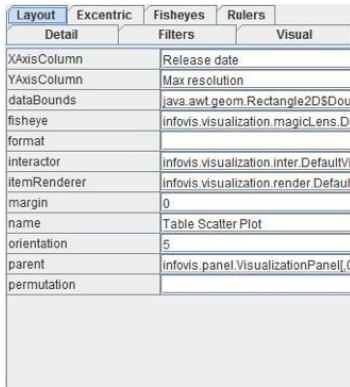 Layout Excentric Fisheyes Rulers
Detail Filters Visual
XAxisColumn Release date
YAxisColumn Max resolution
dataBounds java.awt.geom.Rectangle2D$Dou
fisheye infovis.visualization.magicLens.D
format
interactor infovis.visualization.inter.DefaultVi
itemRenderer infovis.visualization.render.Defaul
margin 0
name Table Scatter Plot
orientation 5
parent infovis.panel.VisualizationPanel[,0
permutation